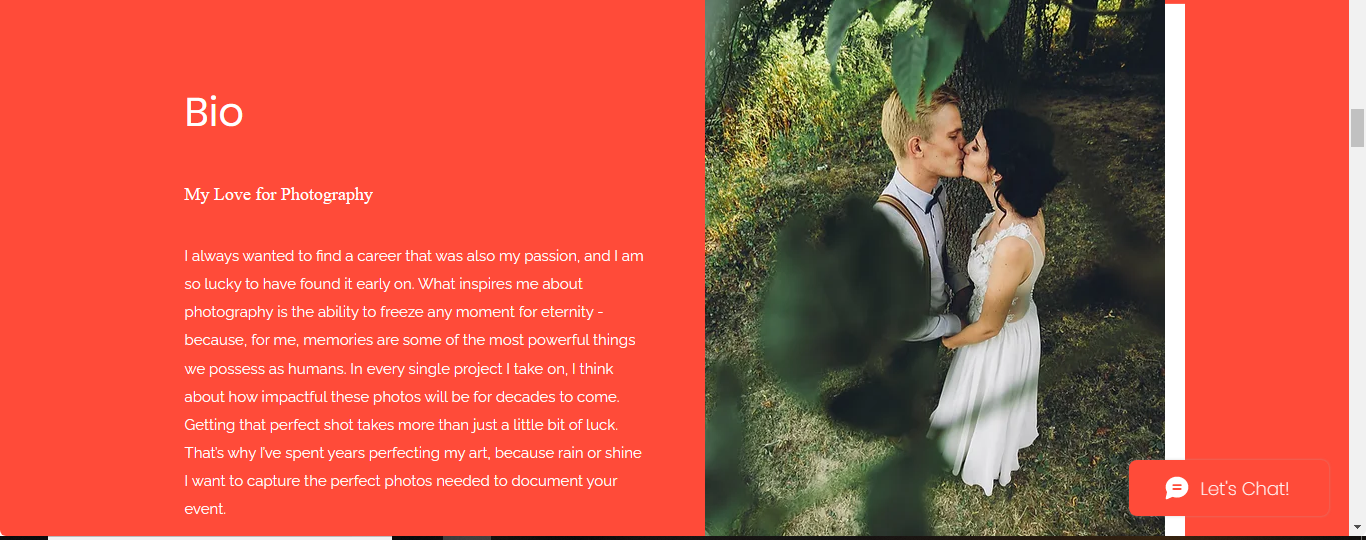 Bio
My Love for Photography
I always wanted to find a career that was also my passion, and I am
so lucky to have found it early on. What inspires me about
photography is the ability to freeze any moment for eternity -
because, for me, memories are some of the most powerful things
we possess as humans. In every single project I take on, I think
about how impactful these photos will be for decades to come.
Getting that perfect shot takes more than just a little bit of luck.
That's why I've spent years perfecting my art, because rain or shine
I want to capture the perfect photos needed to document your
event.
Let's Chat!